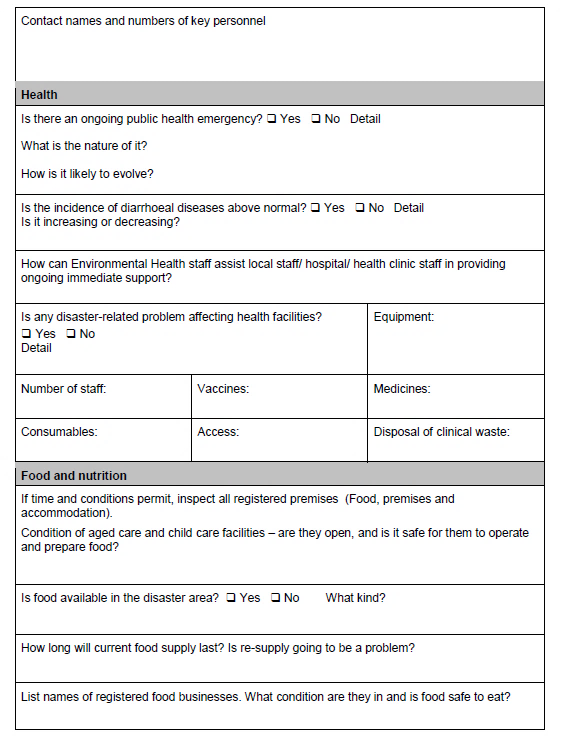 Contact names and numbers of key personnel
Health
Is there an ongoing public health emergency? ❑ Yes ❑ No Detail
What is the nature of it?
How is it likely to evolve?
Is the incidence of diarrhoeal diseases above normal? ❑ Yes ❑ No Detail
Is it increasing or decreasing?
How can Environmental Health staff assist local staff/ hospital/ health clinic staff in providing
ongoing immediate support?
Is any disaster-related problem affecting health facilities?
❑ Yes ❑ No
Detail
Equipment:
Number of staff:
Vaccines:
Medicines:
Consumables:
Access:
Disposal of clinical waste:
Food and nutrition
If time and conditions permit, inspect all registered premises (Food, premises and
accommodation).
Condition of aged care and child care facilities – are they open, and is it safe for them to operate
and prepare food?
Is food available in the disaster area? ❑ Yes ❑ No What kind?
How long will current food supply last? Is re-supply going to be a problem?
List names of registered food businesses. What condition are they in and is food safe to eat?